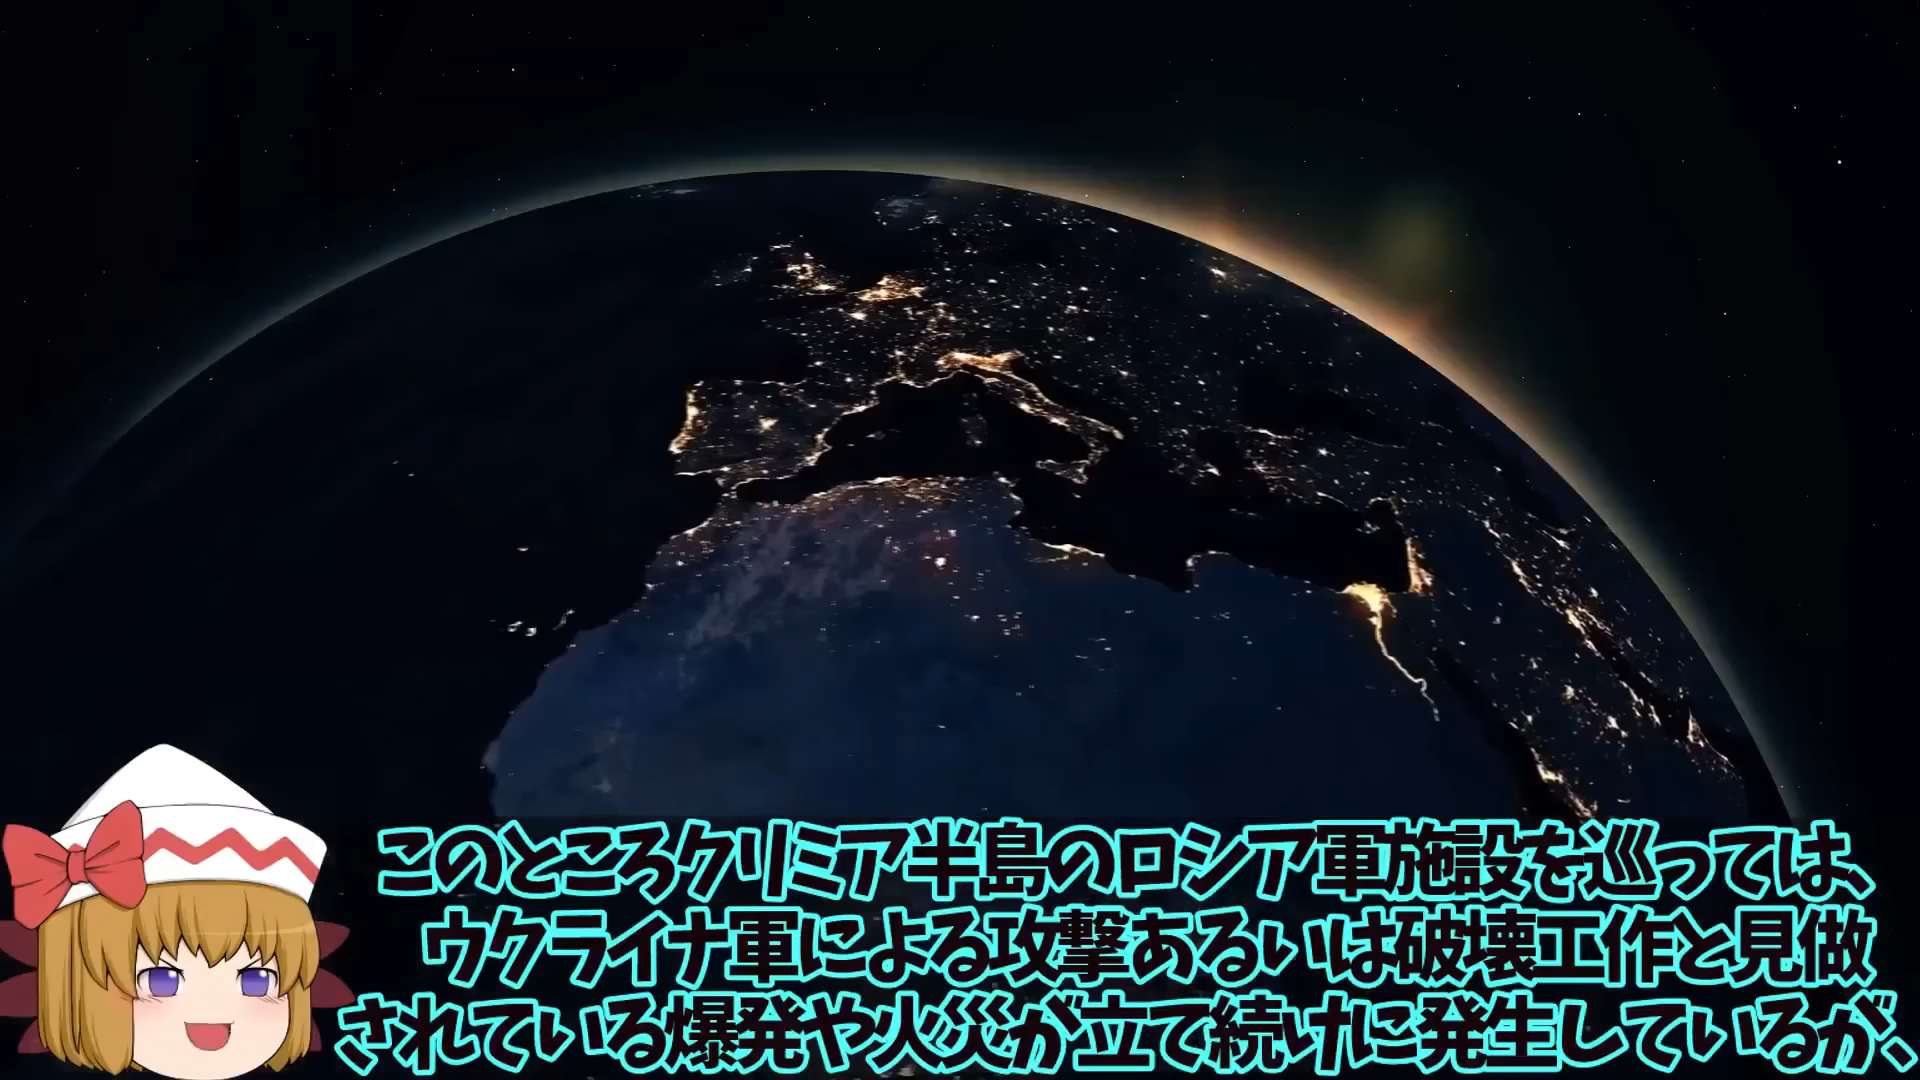 このところクリミア半島のロシア軍施設を巡っては、
ウクライナ軍による攻撃あるいは破壊工作と見做
されている爆発や火災が立て続けに発生しているが、